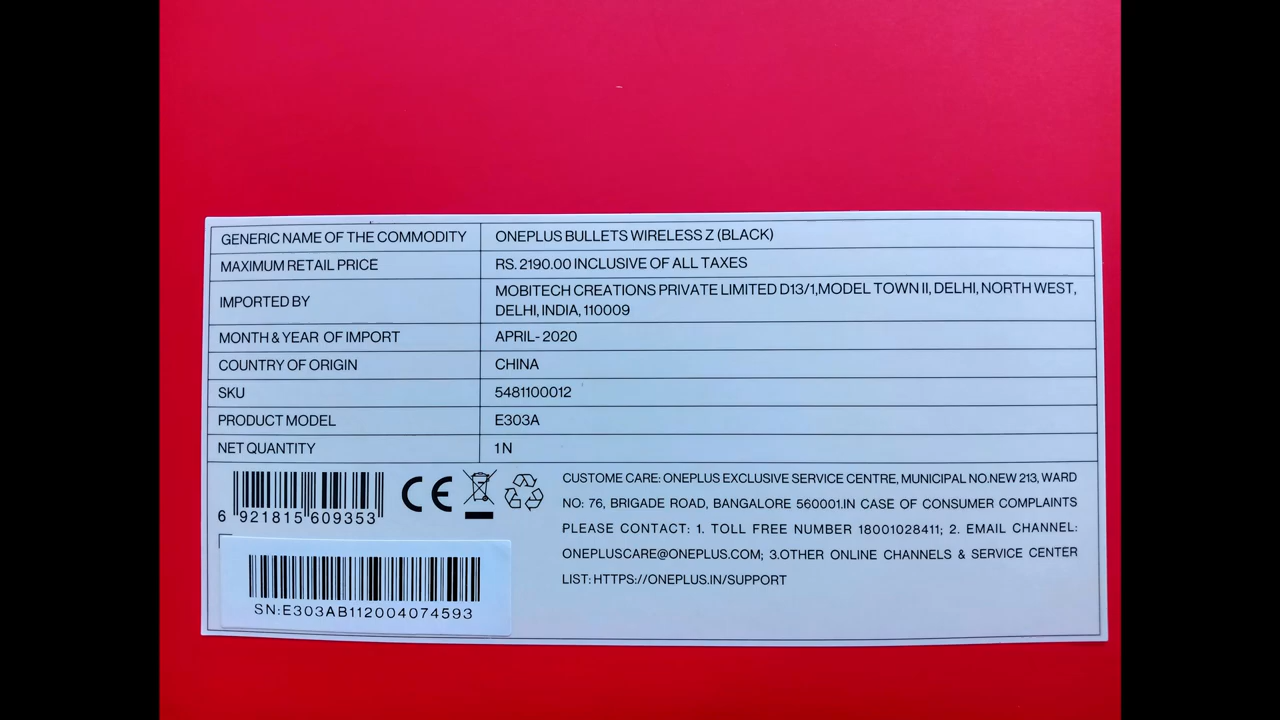 GENERIC NAME OF THE COMMODITY ONEPLUS BULLETS WIRELESS Z (BLACK)
MAXIMUM RETAIL PRICE RS. 2190.00 INCLUSIVE OF ALL TAXES
IMPORTED BY MOBITECH CREATIONS PRIVATE LIMITED D13/1,MODEL TOWN II, DELHI, NORTH WEST,
DELHI, INDIA, 110009
MONTH & YEAR OF IMPORT APRIL- 2020
COUNTRY OF ORIGIN CHINA
SKU 5481100012
PRODUCT MODEL E303A
NET QUANTITY 1 N
6 921815 609353
CE
SN:E303AB112004074593
CUSTOME CARE: ONEPLUS EXCLUSIVE SERVICE CENTRE, MUNICIPAL NO.NEW 213, WARD
NO: 76, BRIGADE ROAD, BANGALORE 560001.IN CASE OF CONSUMER COMPLAINTS
PLEASE CONTACT: 1. TOLL FREE NUMBER 18001028411; 2. EMAIL CHANNEL:
ONEPLUSCARE@ONEPLUS.COM; 3.OTHER ONLINE CHANNELS & SERVICE CENTER
LIST: HTTPS://ONEPLUS.IN/SUPPORT